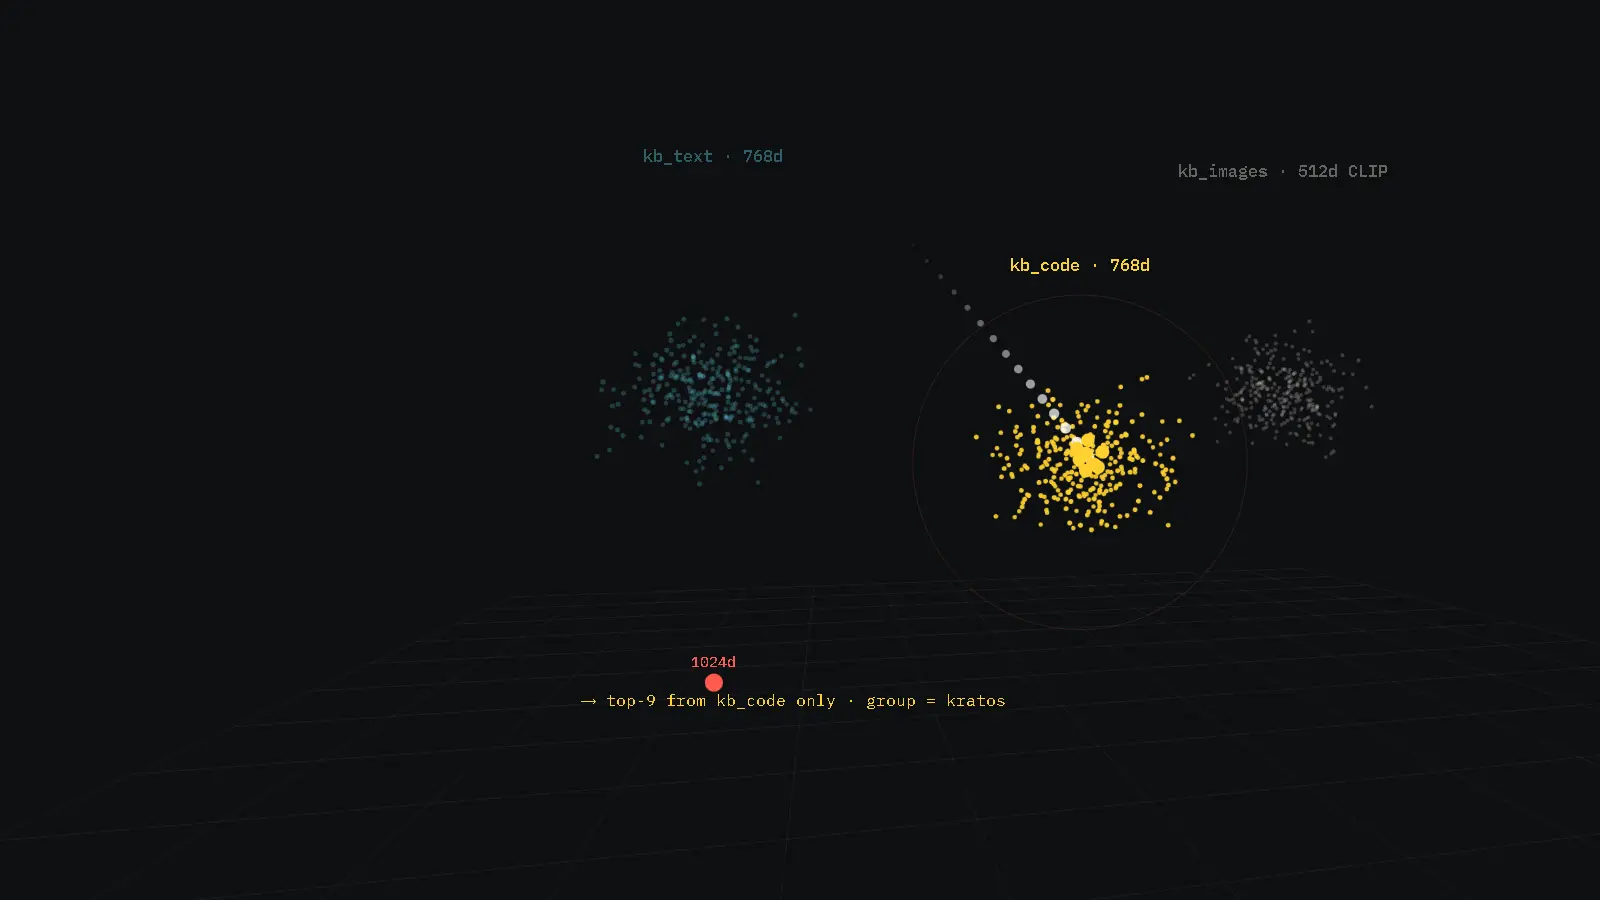 kb_text · 768d
kb_images · 512d CLIP
kb_code · 768d
1024d
→ top-9 from kb_code only · group = kratos